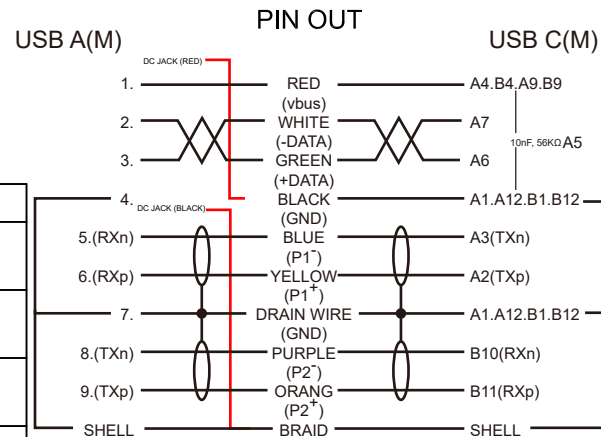 PIN OUT
USB A(M)
USB C(M)
DC JACK (RED)
1. RED A4.B4.A9.B9
(vbus)
2. WHITE A7
(-DATA)
10nF, 56KΩ A5
3. GREEN A6
(+DATA)
4. BLACK A1.A12.B1.B12
DC JACK (BLACK)
(GND)
5.(RXn) BLUE A3(TXn)
(P1-)
6.(RXp) YELLOW A2(TXp)
(P1+)
7. DRAIN WIRE A1.A12.B1.B12
(GND)
8.(TXn) PURPLE B10(RXn)
(P2-)
9.(TXp) ORANG B11(RXp)
(P2+)
SHELL BRAID SHELL